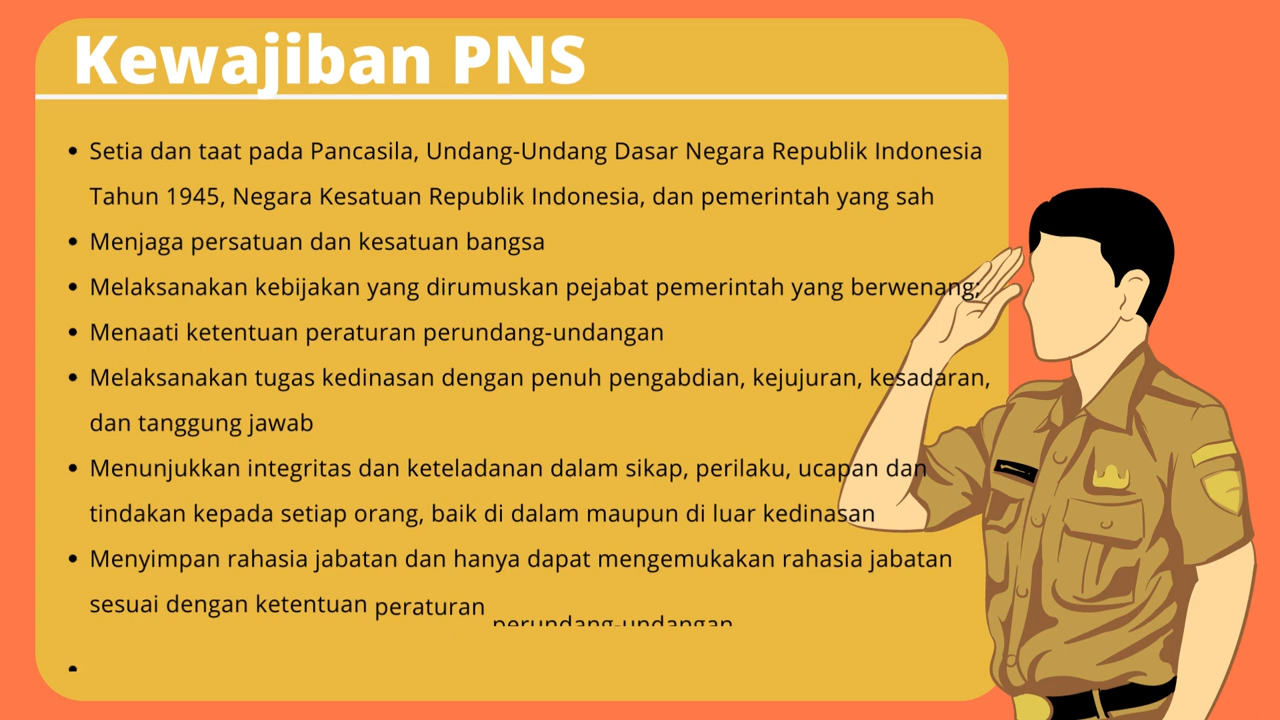 Kewajiban PNS
• Setia dan taat pada Pancasila, Undang-Undang Dasar Negara Republik Indonesia
Tahun 1945, Negara Kesatuan Republik Indonesia, dan pemerintah yang sah
• Menjaga persatuan dan kesatuan bangsa
• Melaksanakan kebijakan yang dirumuskan pejabat pemerintah yang berwenang;
• Menaati ketentuan peraturan perundang-undangan
• Melaksanakan tugas kedinasan dengan penuh pengabdian, kejujuran, kesadaran,
dan tanggung jawab
• Menunjukkan integritas dan keteladanan dalam sikap, perilaku, ucapan dan
tindakan kepada setiap orang, baik di dalam maupun di luar kedinasan
• Menyimpan rahasia jabatan dan hanya dapat mengemukakan rahasia jabatan
sesuai dengan ketentuan peraturan perundang-undangan